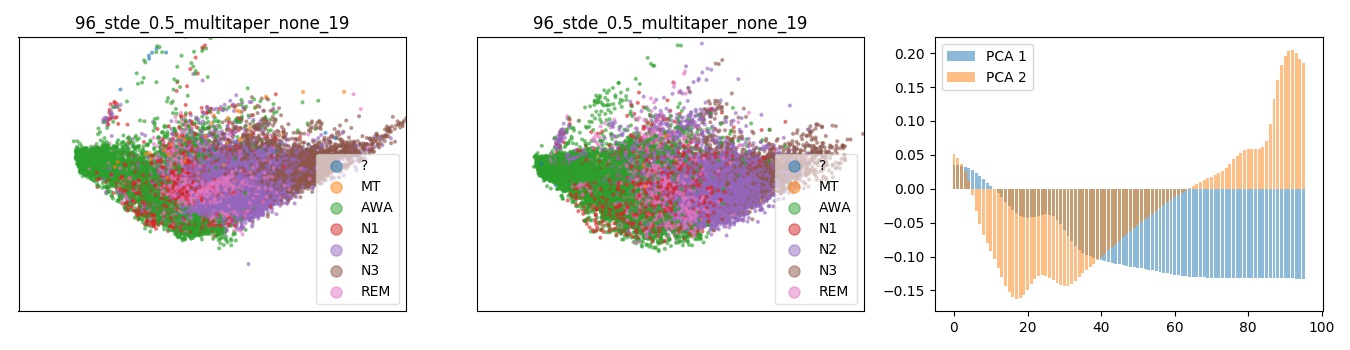 96_stde_0.5_multitaper_none_19
?
MT
AWA
N1
N2
N3
REM
96_stde_0.5_multitaper_none_19
?
MT
AWA
N1
N2
N3
REM
PCA 1
PCA 2
0.20
0.15
0.10
0.05
0.00
−0.05
−0.10
−0.15
0 20 40 60 80 100